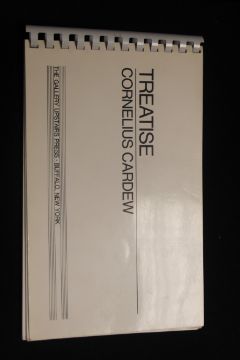 TREATISE
CORNELIUS CARDEW
THE GALLERY UPSTAIRS PRESS : BUFFALO, NEW YORK